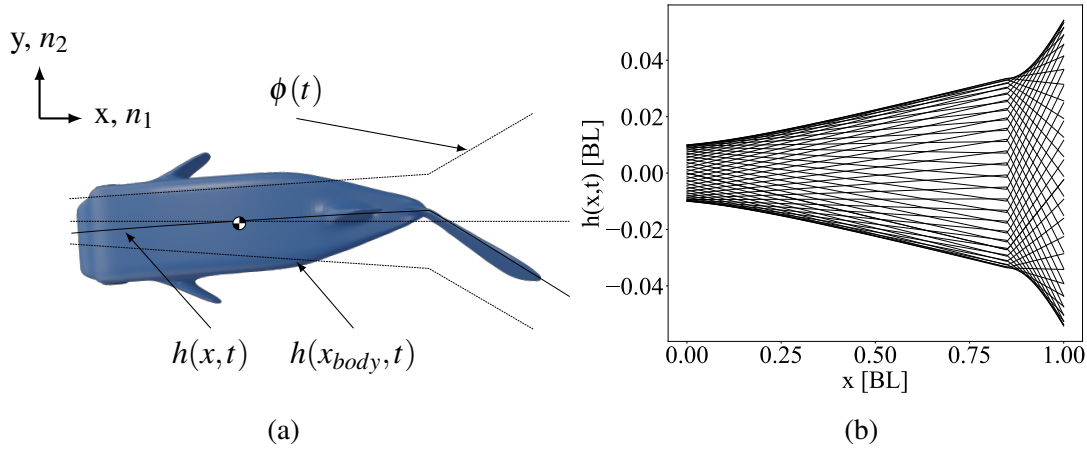 y, n₂
x, n₁
ϕ(t)
h(x,t)
h(x_body,t)
(a)
h(x,t) [BL]
0.04
0.02
0.00
−0.02
−0.04
0.00 0.25 0.50 0.75 1.00
x [BL]
(b)